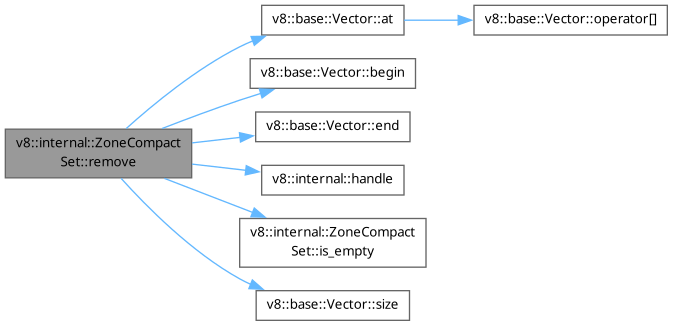 v8::internal::ZoneCompact
Set::remove
v8::base::Vector::at
v8::base::Vector::operator[]
v8::base::Vector::begin
v8::base::Vector::end
v8::internal::handle
v8::internal::ZoneCompact
Set::is_empty
v8::base::Vector::size